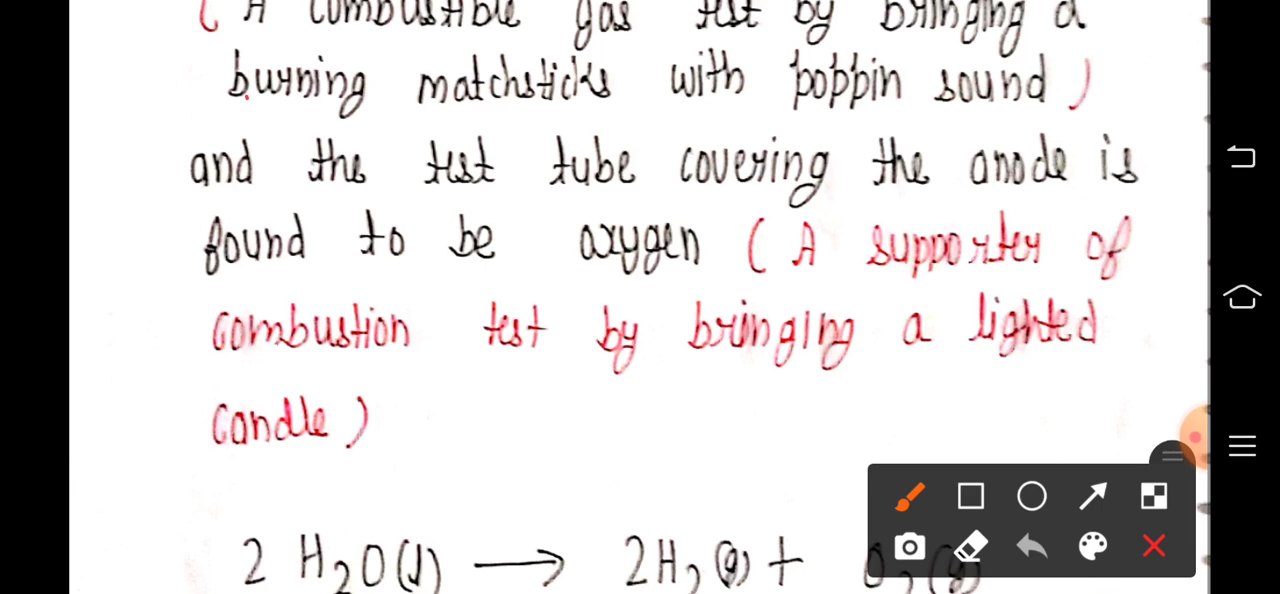 ( A combustible gas test by bringing a
burning matchsticks with poppin sound )
and the test tube covering the anode is
found to be oxygen ( A supporter of
combustion test by bringing a lighted
candle )
2 H₂O(l) ⟶ 2H₂(g) + O₂(g)